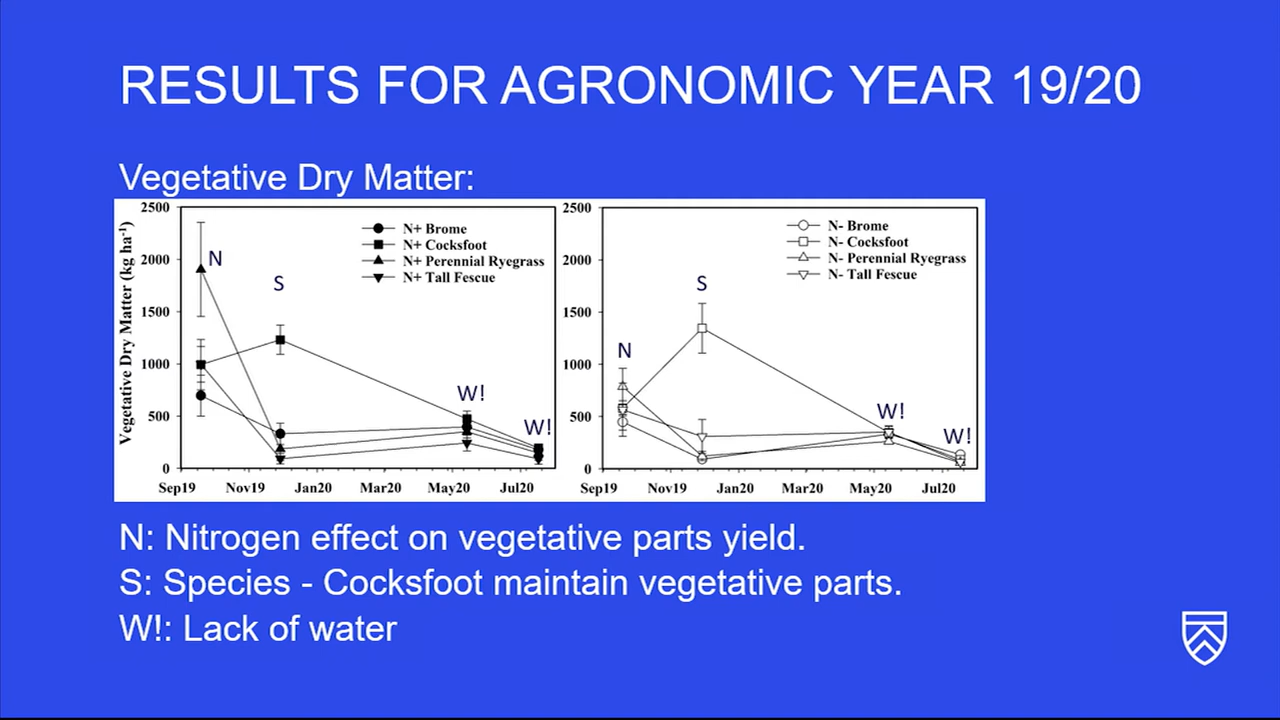 RESULTS FOR AGRONOMIC YEAR 19/20
Vegetative Dry Matter:
Vegetative Dry Matter (kg ha-1)
2500
2000
1500
1000
500
0
N+ Brome
N+ Cocksfoot
N+ Perennial Ryegrass
N+ Tall Fescue
N
S
W!
W!
Sep19 Nov19 Jan20 Mar20 May20 Jul20
2500
2000
1500
1000
500
0
N- Brome
N- Cocksfoot
N- Perennial Ryegrass
N- Tall Fescue
S
N
W!
W!
Sep19 Nov19 Jan20 Mar20 May20 Jul20
N: Nitrogen effect on vegetative parts yield.
S: Species - Cocksfoot maintain vegetative parts.
W!: Lack of water